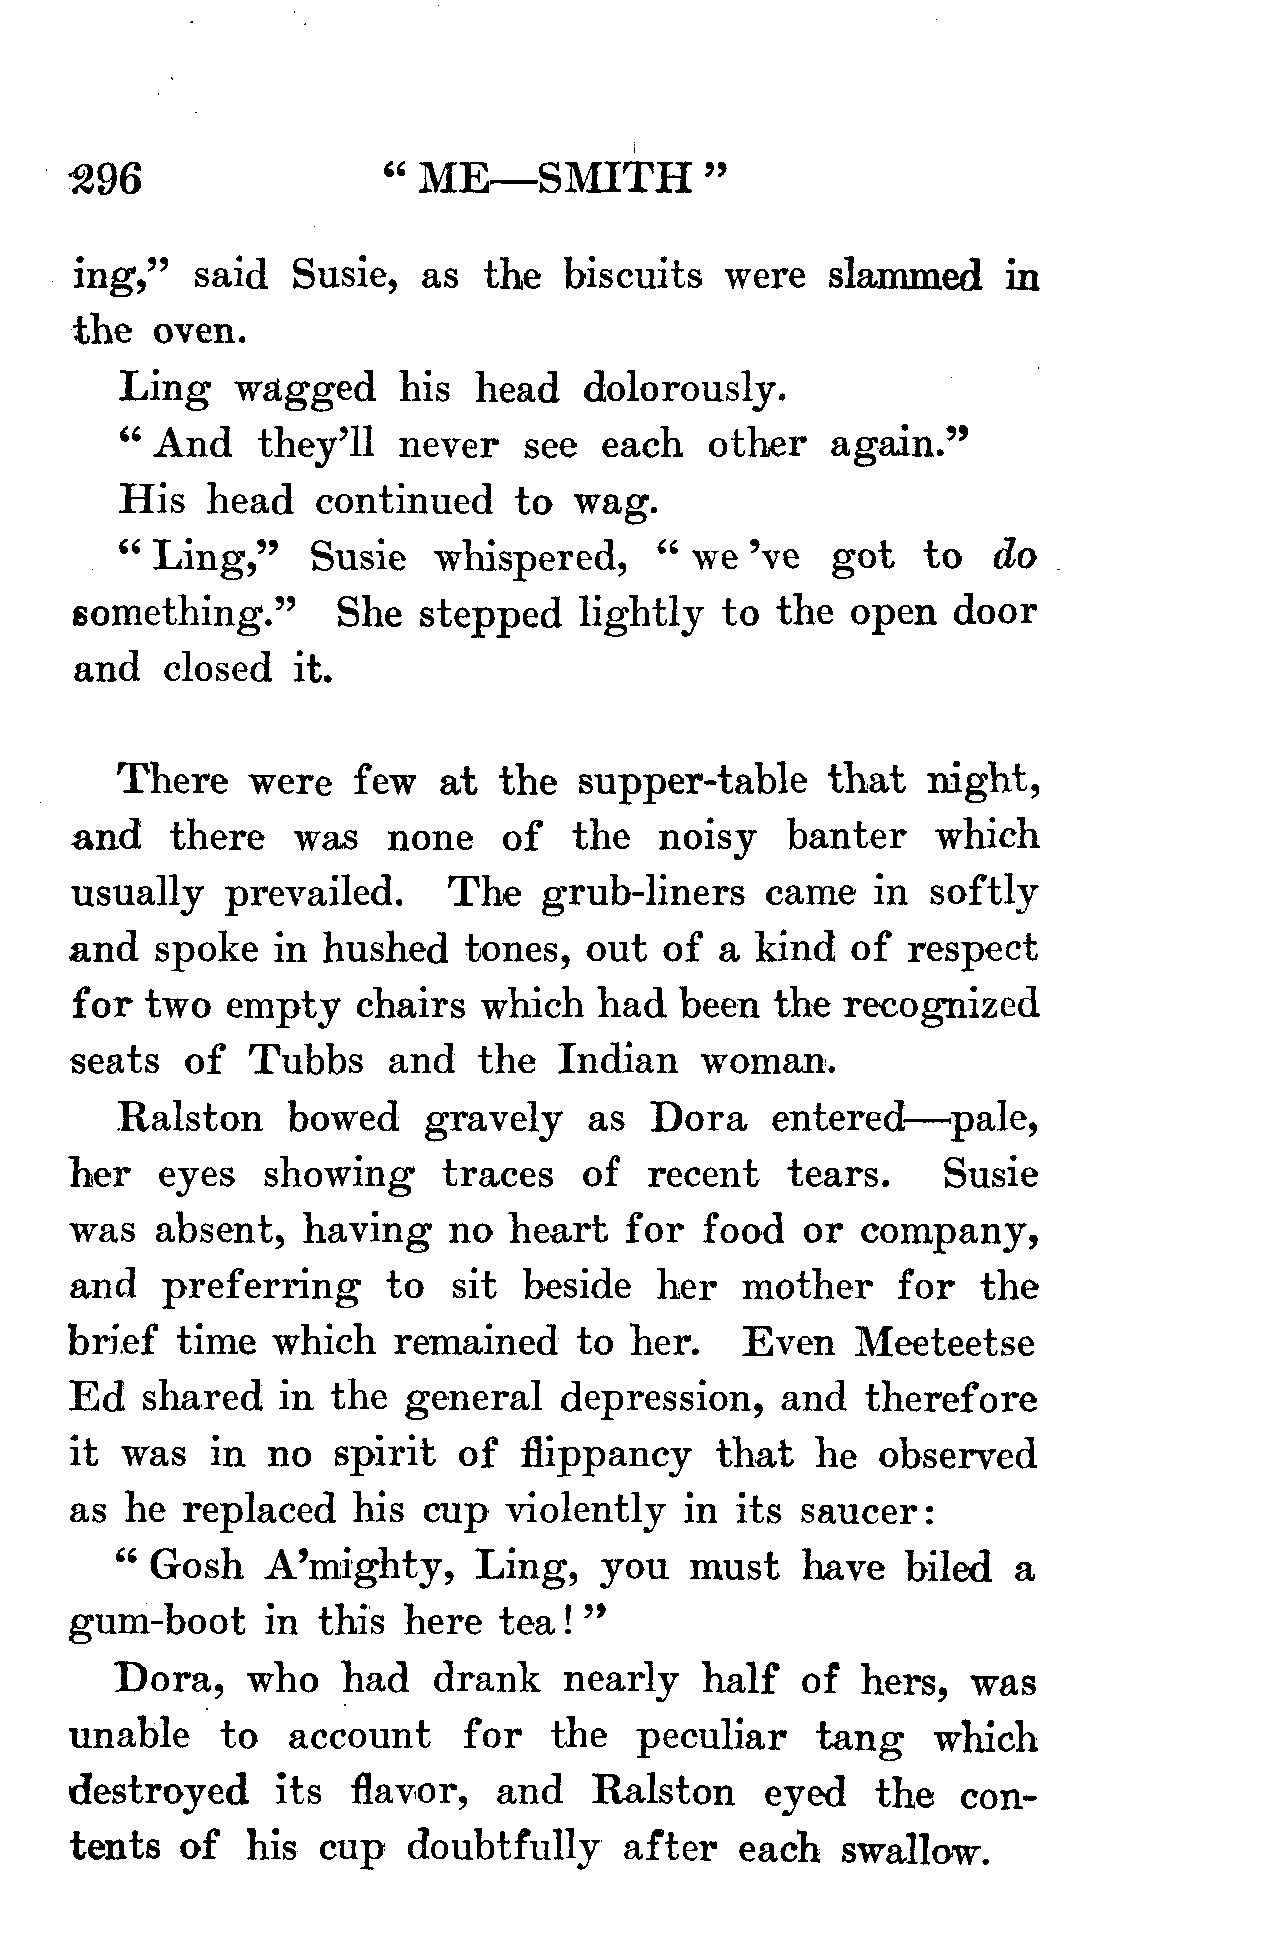 296 “ ME—SMITH ”
ing,” said Susie, as the biscuits were slammed in
the oven.
Ling wagged his head dolorously.
“ And they’ll never see each other again.”
His head continued to wag.
“ Ling,” Susie whispered, “ we ’ve got to do
something.” She stepped lightly to the open door
and closed it.
There were few at the supper-table that night,
and there was none of the noisy banter which
usually prevailed. The grub-liners came in softly
and spoke in hushed tones, out of a kind of respect
for two empty chairs which had been the recognized
seats of Tubbs and the Indian woman.
Ralston bowed gravely as Dora entered—pale,
her eyes showing traces of recent tears. Susie
was absent, having no heart for food or company,
and preferring to sit beside her mother for the
brief time which remained to her. Even Meeteetse
Ed shared in the general depression, and therefore
it was in no spirit of flippancy that he observed
as he replaced his cup violently in its saucer:
“ Gosh A’mighty, Ling, you must have biled a
gum-boot in this here tea! ”
Dora, who had drank nearly half of hers, was
unable to account for the peculiar tang which
destroyed its flavor, and Ralston eyed the con-
tents of his cup doubtfully after each swallow.